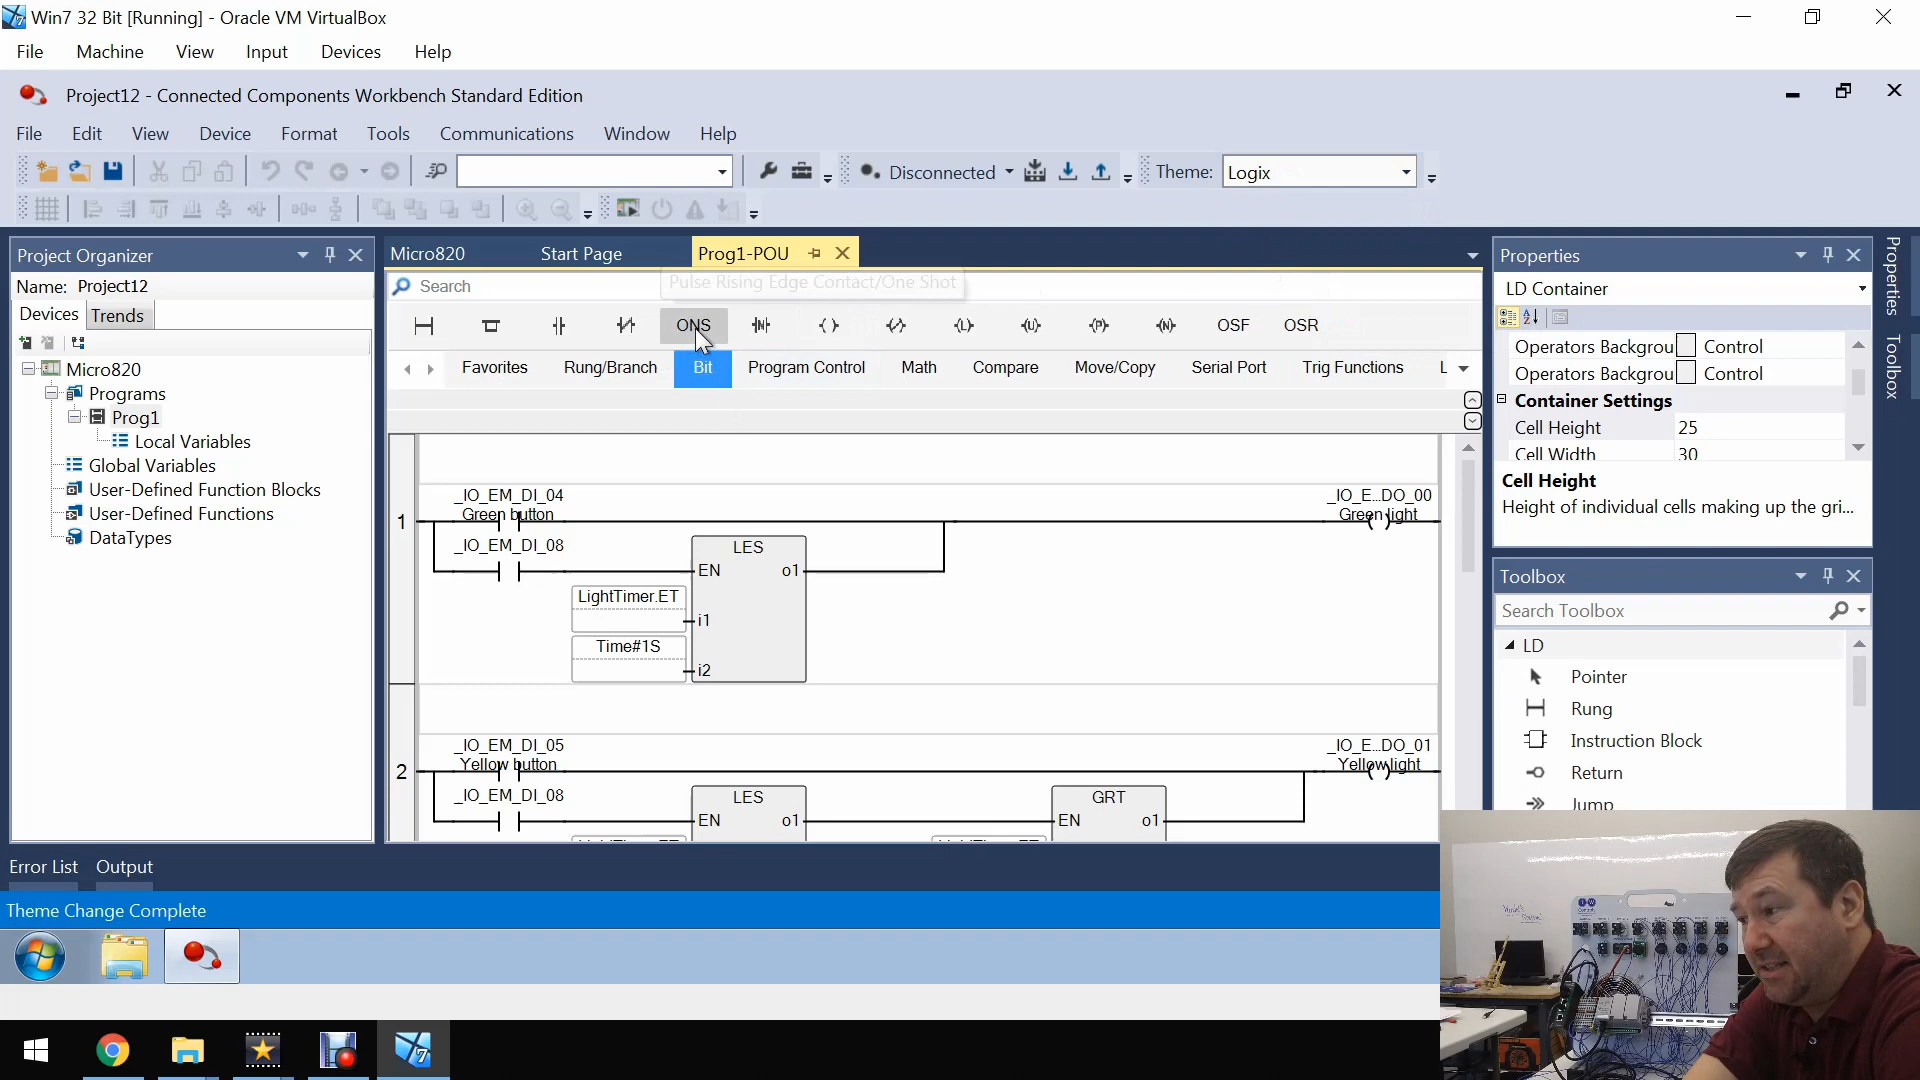 Win7 32 Bit [Running] - Oracle VM VirtualBox
File Machine View Input Devices Help
Project12 - Connected Components Workbench Standard Edition
File Edit View Device Format Tools Communications Window Help
Disconnected Theme: Logix
Project Organizer
Name: Project12
Devices Trends
Micro820
Programs
Prog1
Local Variables
Global Variables
User-Defined Function Blocks
User-Defined Functions
DataTypes
Micro820 Start Page Prog1-POU
Search
Pulse Rising Edge Contact/One Shot
ONS OSF OSR
Favorites Rung/Branch Bit Program Control Math Compare Move/Copy Serial Port Trig Functions L
1
_IO_EM_DI_04
Green button
_IO_E...DO_00
Green light
_IO_EM_DI_08
LES
EN o1
LightTimer.ET
i1
Time#1S
i2
2
_IO_EM_DI_05
Yellow button
_IO_E...DO_01
Yellow light
_IO_EM_DI_08
LES
EN o1
GRT
EN o1
Properties
LD Container
Operators Backgrou Control
Operators Backgrou Control
Container Settings
Cell Height 25
Cell Width 30
Cell Height
Height of individual cells making up the gri...
Toolbox
Search Toolbox
LD
Pointer
Rung
Instruction Block
Return
Jump
Properties
Toolbox
Error List Output
Theme Change Complete